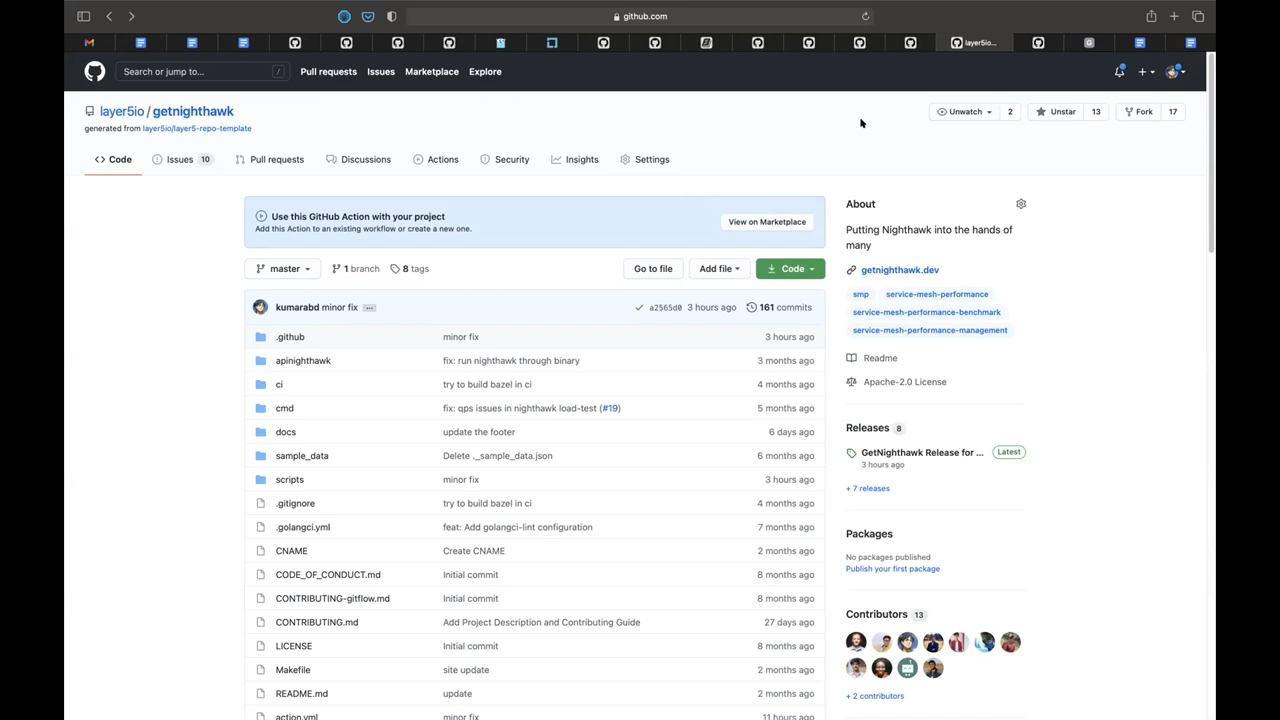 github.com
layer5io...
Search or jump to... /
Pull requests Issues Marketplace Explore
layer5io / getnighthawk
generated from layer5io/layer5-repo-template
Unwatch 2 Unstar 13 Fork 17
Code Issues 10 Pull requests Discussions Actions Security Insights Settings
Use this GitHub Action with your project
Add this Action to an existing workflow or create a new one.
View on Marketplace
master 1 branch 8 tags Go to file Add file Code
kumarabd minor fix a2565d0 3 hours ago 161 commits
.github minor fix 3 hours ago
apinighthawk fix: run nighthawk through binary 3 months ago
ci try to build bazel in ci 4 months ago
cmd fix: qps issues in nighthawk load-test (#19) 5 months ago
docs update the footer 6 days ago
sample_data Delete ._sample_data.json 6 months ago
scripts minor fix 3 hours ago
.gitignore try to build bazel in ci 4 months ago
.golangci.yml feat: Add golangci-lint configuration 7 months ago
CNAME Create CNAME 2 months ago
CODE_OF_CONDUCT.md Initial commit 8 months ago
CONTRIBUTING-gitflow.md Initial commit 8 months ago
CONTRIBUTING.md Add Project Description and Contributing Guide 27 days ago
LICENSE Initial commit 8 months ago
Makefile site update 2 months ago
README.md update 2 months ago
action.yml minor fix 11 hours ago
About
Putting Nighthawk into the hands of
many
getnighthawk.dev
smp service-mesh-performance
service-mesh-performance-benchmark
service-mesh-performance-management
Readme
Apache-2.0 License
Releases 8
GetNighthawk Release for ... Latest
3 hours ago
+ 7 releases
Packages
No packages published
Publish your first package
Contributors 13
+ 2 contributors